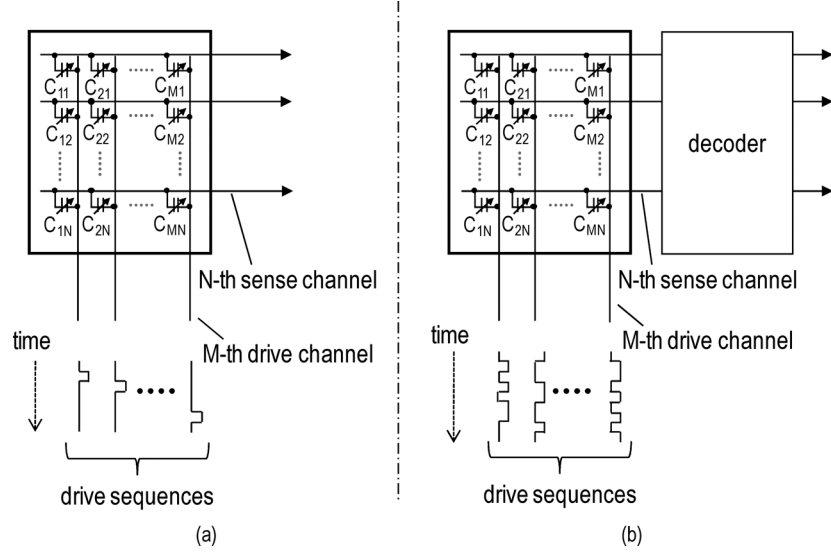 C11 C21 CM1
C12 C22 CM2
C1N C2N CMN
N-th sense channel
M-th drive channel
time
drive sequences
(a)
C11 C21 CM1
C12 C22 CM2
C1N C2N CMN
decoder
N-th sense channel
M-th drive channel
time
drive sequences
(b)